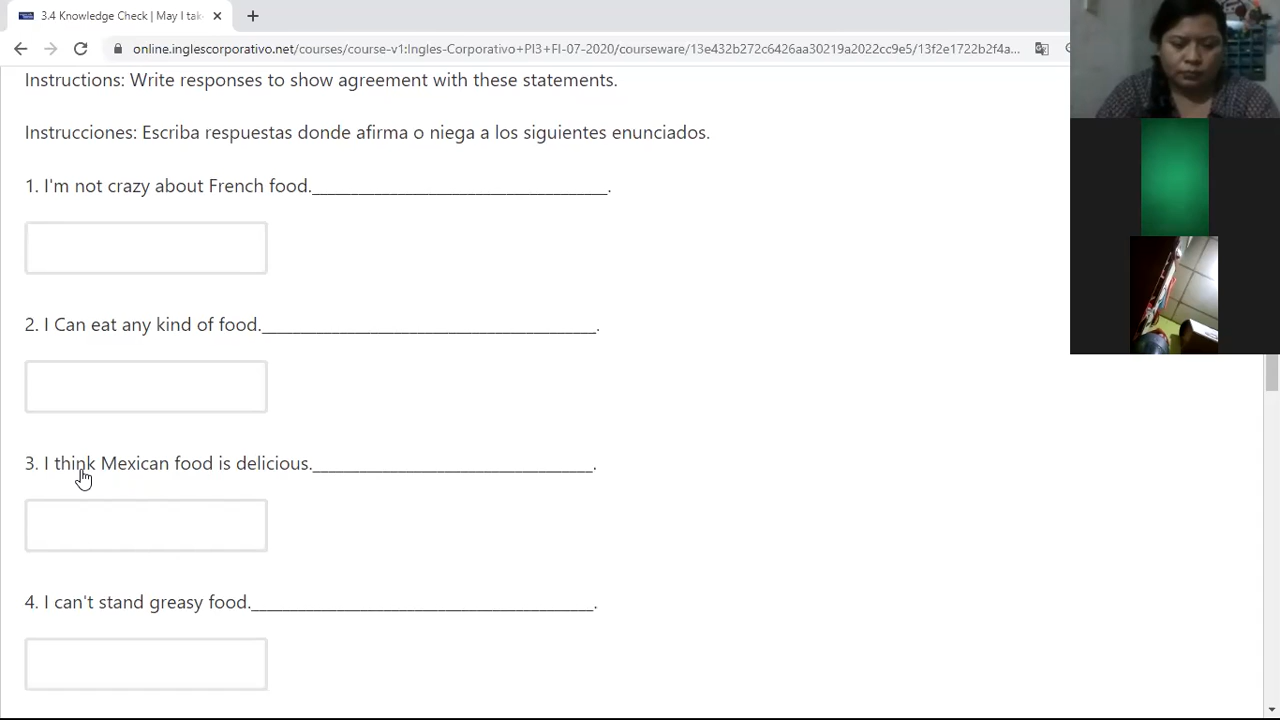 3.4 Knowledge Check | May I tak
online.inglescorporativo.net/courses/course-v1:Ingles-Corporativo+PI3+FI-07-2020/courseware/13e432b272c6426aa30219a2022cc9e5/13f2e1722b2f4a...
Instructions: Write responses to show agreement with these statements.
Instrucciones: Escriba respuestas donde afirma o niega a los siguientes enunciados.
1. I'm not crazy about French food.______________________________.
2. I Can eat any kind of food.__________________________________.
3. I think Mexican food is delicious.____________________________.
4. I can't stand greasy food.___________________________________.